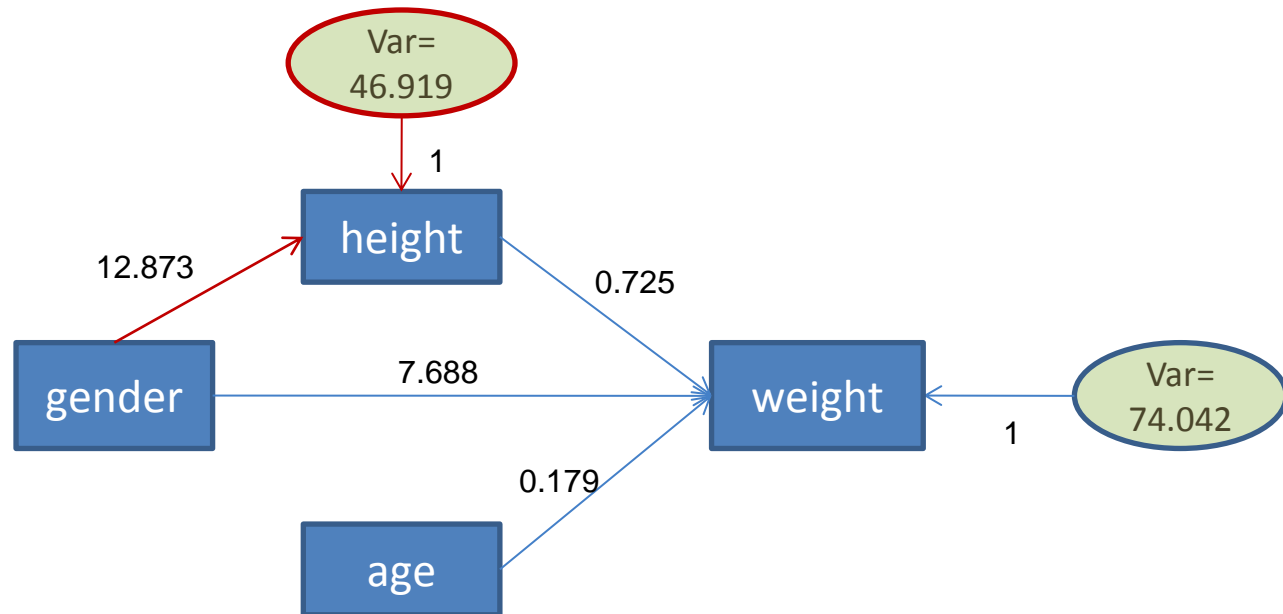 Var=
46.919
1
height
12.873
0.725
gender
7.688
weight
Var=
74.042
1
0.179
age